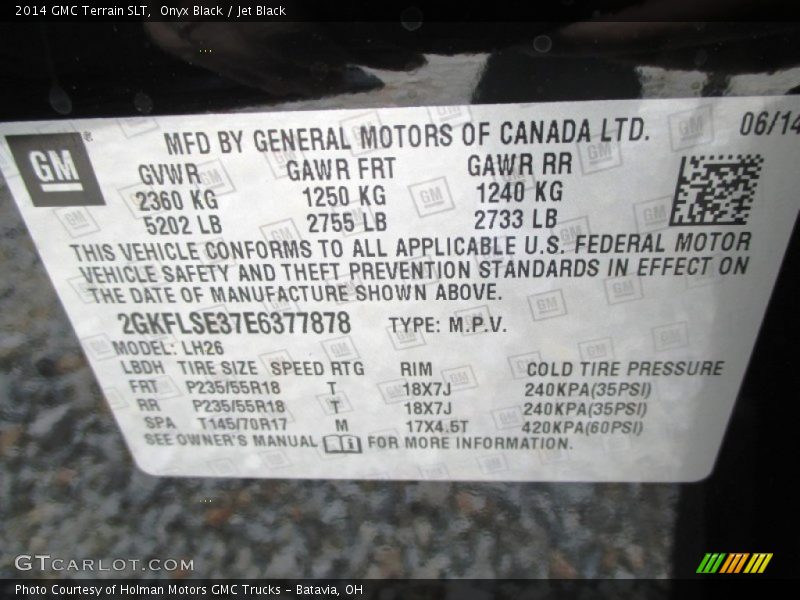 2014 GMC Terrain SLT, Onyx Black / Jet Black
GM ®
MFD BY GENERAL MOTORS OF CANADA LTD. 06/14
GVWR GAWR FRT GAWR RR
2360 KG 1250 KG 1240 KG
5202 LB 2755 LB 2733 LB
THIS VEHICLE CONFORMS TO ALL APPLICABLE U.S. FEDERAL MOTOR
VEHICLE SAFETY AND THEFT PREVENTION STANDARDS IN EFFECT ON
THE DATE OF MANUFACTURE SHOWN ABOVE.
2GKFLSE37E6377878 TYPE: M.P.V.
MODEL: LH26
LBDH TIRE SIZE SPEED RTG RIM COLD TIRE PRESSURE
FRT P235/55R18 T 18X7J 240KPA(35PSI)
RR P235/55R18 T 18X7J 240KPA(35PSI)
SPA T145/70R17 M 17X4.5T 420KPA(60PSI)
SEE OWNER'S MANUAL FOR MORE INFORMATION.
GTCARLOT.COM
Photo Courtesy of Holman Motors GMC Trucks - Batavia, OH